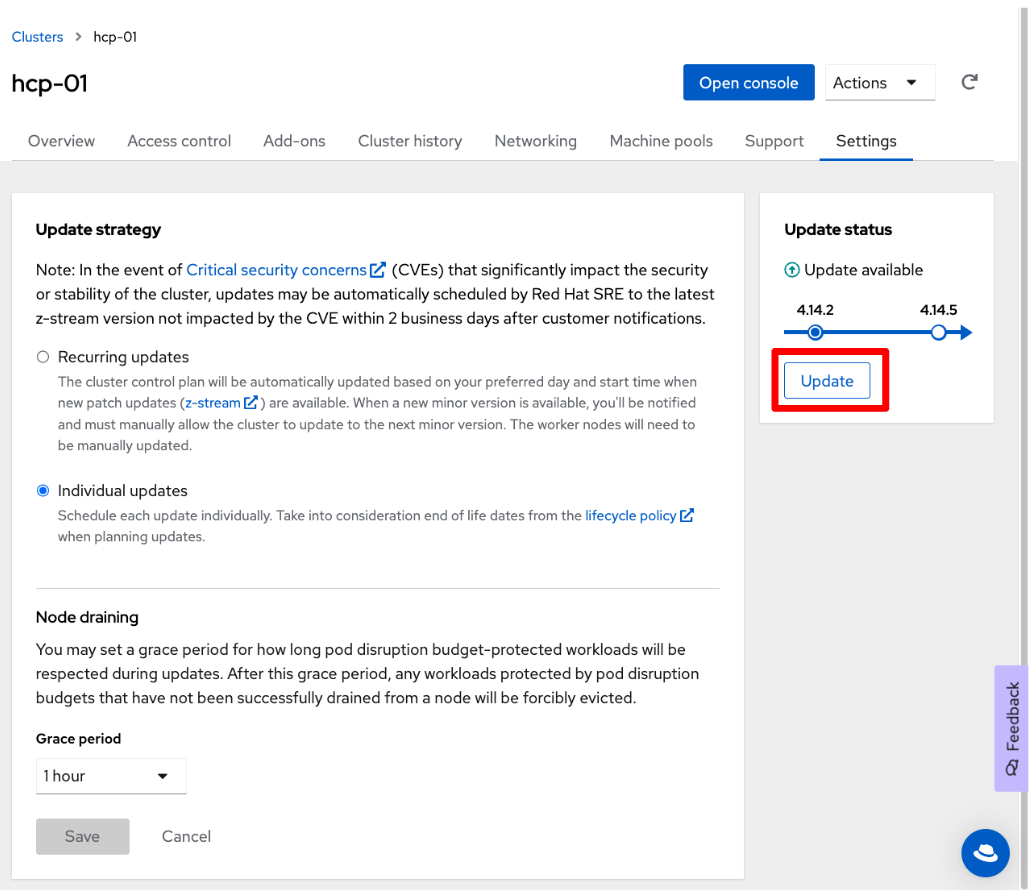 Clusters > hcp-01
hcp-01
Open console
Actions
Overview Access control Add-ons Cluster history Networking Machine pools Support Settings
Update strategy
Note: In the event of Critical security concerns (CVEs) that significantly impact the security
or stability of the cluster, updates may be automatically scheduled by Red Hat SRE to the latest
z-stream version not impacted by the CVE within 2 business days after customer notifications.
Recurring updates
The cluster control plan will be automatically updated based on your preferred day and start time when
new patch updates (z-stream ) are available. When a new minor version is available, you'll be notified
and must manually allow the cluster to update to the next minor version. The worker nodes will need to
be manually updated.
Individual updates
Schedule each update individually. Take into consideration end of life dates from the lifecycle policy
when planning updates.
Node draining
You may set a grace period for how long pod disruption budget-protected workloads will be
respected during updates. After this grace period, any workloads protected by pod disruption
budgets that have not been successfully drained from a node will be forcibly evicted.
Grace period
1 hour
Save Cancel
Update status
Update available
4.14.2 4.14.5
Update
Feedback